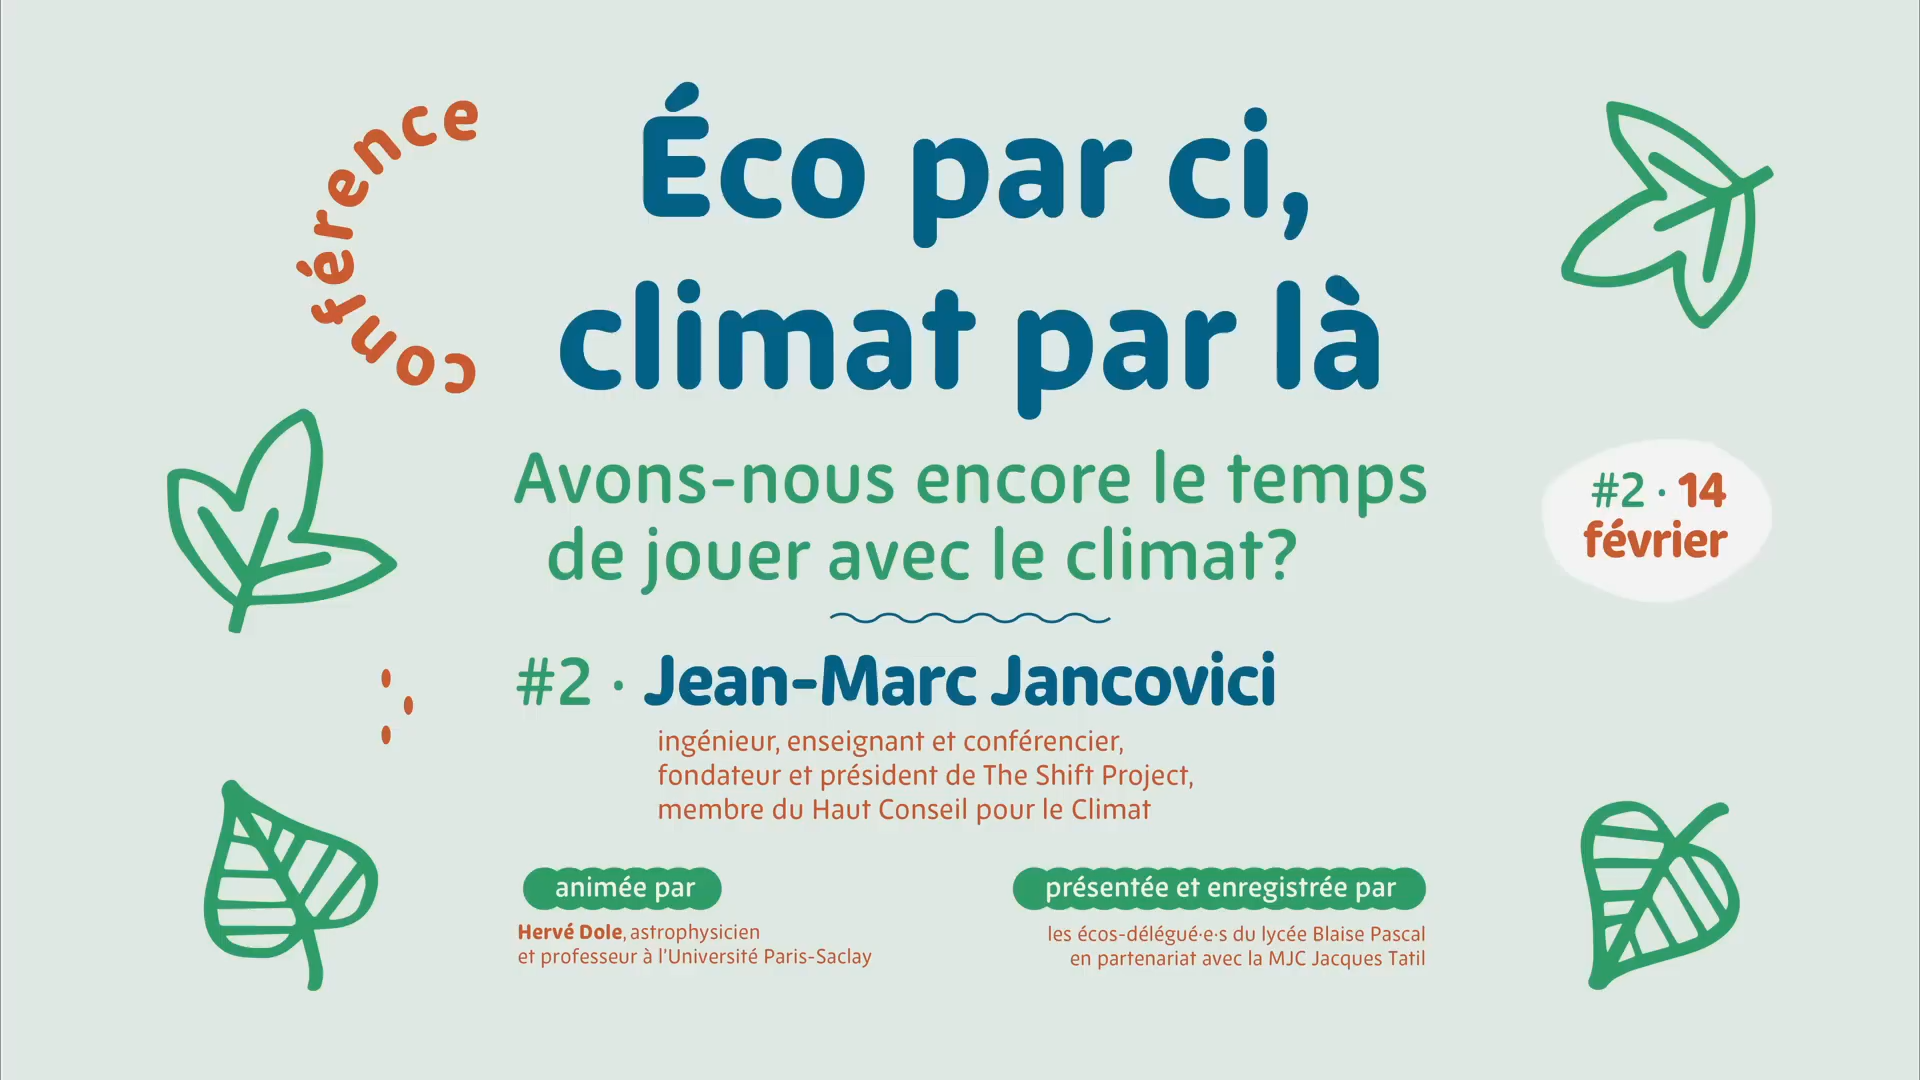 conférence
Éco par ci,
climat par là
Avons-nous encore le temps
de jouer avec le climat?
#2 · 14
février
#2 · Jean-Marc Jancovici
ingénieur, enseignant et conférencier,
fondateur et président de The Shift Project,
membre du Haut Conseil pour le Climat
animée par
Hervé Dole, astrophysicien
et professeur à l'Université Paris-Saclay
présentée et enregistrée par
les écos-délégué·e·s du lycée Blaise Pascal
en partenariat avec la MJC Jacques Tatil